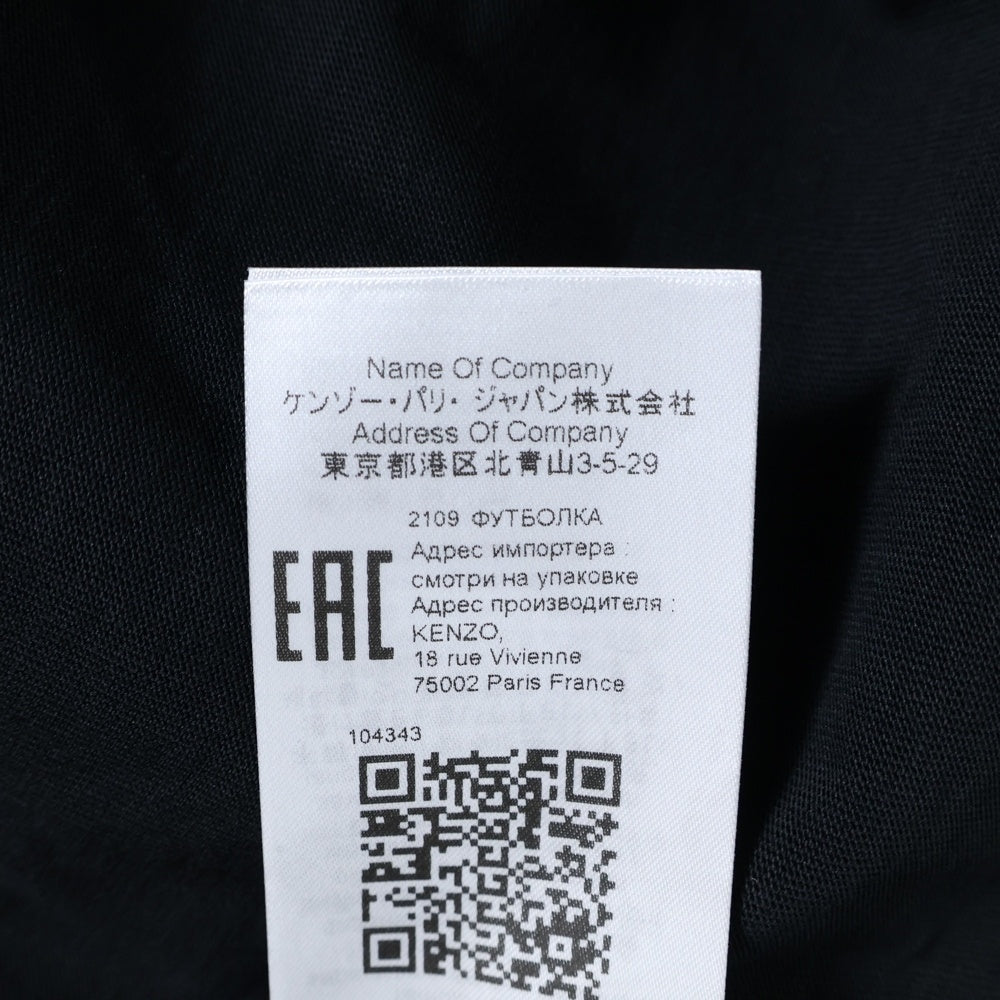 Name Of Company
ケンゾー・パリ・ジャパン株式会社
Address Of Company
東京都港区北青山3-5-29
2109 ФУТБОЛКА
EAC
Адрес импортера :
смотри на упаковке
Адрес производителя :
KENZO,
18 rue Vivienne
75002 Paris France
104343